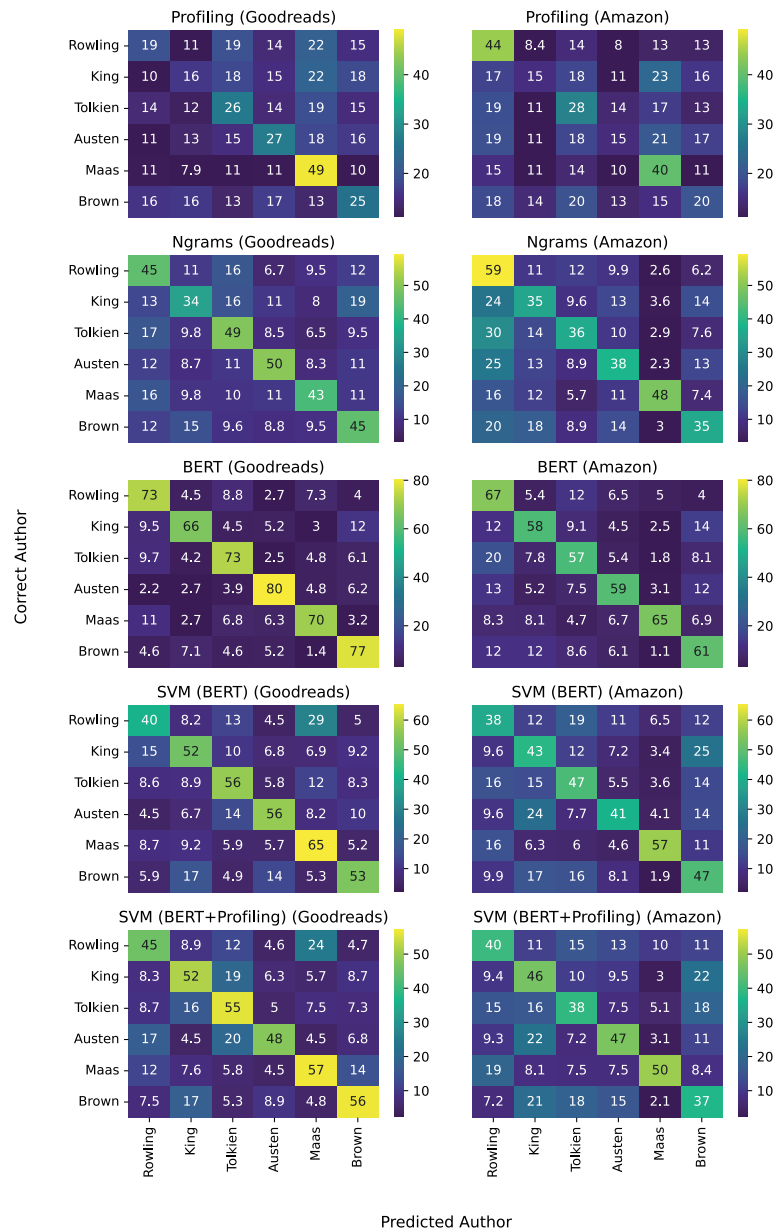 Profiling (Goodreads) Profiling (Amazon)
Rowling 19 11 19 14 22 15 44 8.4 14 8 13 13
King 10 16 18 15 22 18 17 15 18 11 23 16
Tolkien 14 12 26 14 19 15 19 11 28 14 17 13
Austen 11 13 15 27 18 16 19 11 18 15 21 17
Maas 11 7.9 11 11 49 10 15 11 14 10 40 11
Brown 16 16 13 17 13 25 18 14 20 13 15 20
40 30 20 40 30 20
Ngrams (Goodreads) Ngrams (Amazon)
Rowling 45 11 16 6.7 9.5 12 59 11 12 9.9 2.6 6.2
King 13 34 16 11 8 19 24 35 9.6 13 3.6 14
Tolkien 17 9.8 49 8.5 6.5 9.5 30 14 36 10 2.9 7.6
Austen 12 8.7 11 50 8.3 11 25 13 8.9 38 2.3 13
Maas 16 9.8 10 11 43 11 16 12 5.7 11 48 7.4
Brown 12 15 9.6 8.8 9.5 45 20 18 8.9 14 3 35
50 40 30 20 10 50 40 30 20 10
BERT (Goodreads) BERT (Amazon)
Rowling 73 4.5 8.8 2.7 7.3 4 67 5.4 12 6.5 5 4
King 9.5 66 4.5 5.2 3 12 12 58 9.1 4.5 2.5 14
Tolkien 9.7 4.2 73 2.5 4.8 6.1 20 7.8 57 5.4 1.8 8.1
Austen 2.2 2.7 3.9 80 4.8 6.2 13 5.2 7.5 59 3.1 12
Maas 11 2.7 6.8 6.3 70 3.2 8.3 8.1 4.7 6.7 65 6.9
Brown 4.6 7.1 4.6 5.2 1.4 77 12 12 8.6 6.1 1.1 61
80 60 40 20 80 60 40 20
Correct Author
SVM (BERT) (Goodreads) SVM (BERT) (Amazon)
Rowling 40 8.2 13 4.5 29 5 38 12 19 11 6.5 12
King 15 52 10 6.8 6.9 9.2 9.6 43 12 7.2 3.4 25
Tolkien 8.6 8.9 56 5.8 12 8.3 16 15 47 5.5 3.6 14
Austen 4.5 6.7 14 56 8.2 10 9.6 24 7.7 41 4.1 14
Maas 8.7 9.2 5.9 5.7 65 5.2 16 6.3 6 4.6 57 11
Brown 5.9 17 4.9 14 5.3 53 9.9 17 16 8.1 1.9 47
60 50 40 30 20 10 60 50 40 30 20 10
SVM (BERT+Profiling) (Goodreads) SVM (BERT+Profiling) (Amazon)
Rowling 45 8.9 12 4.6 24 4.7 40 11 15 13 10 11
King 8.3 52 19 6.3 5.7 8.7 9.4 46 10 9.5 3 22
Tolkien 8.7 16 55 5 7.5 7.3 15 16 38 7.5 5.1 18
Austen 17 4.5 20 48 4.5 6.8 9.3 22 7.2 47 3.1 11
Maas 12 7.6 5.8 4.5 57 14 19 8.1 7.5 7.5 50 8.4
Brown 7.5 17 5.3 8.9 4.8 56 7.2 21 18 15 2.1 37
50 40 30 20 10 50 40 30 20 10
Rowling King Tolkien Austen Maas Brown Rowling King Tolkien Austen Maas Brown
Predicted Author